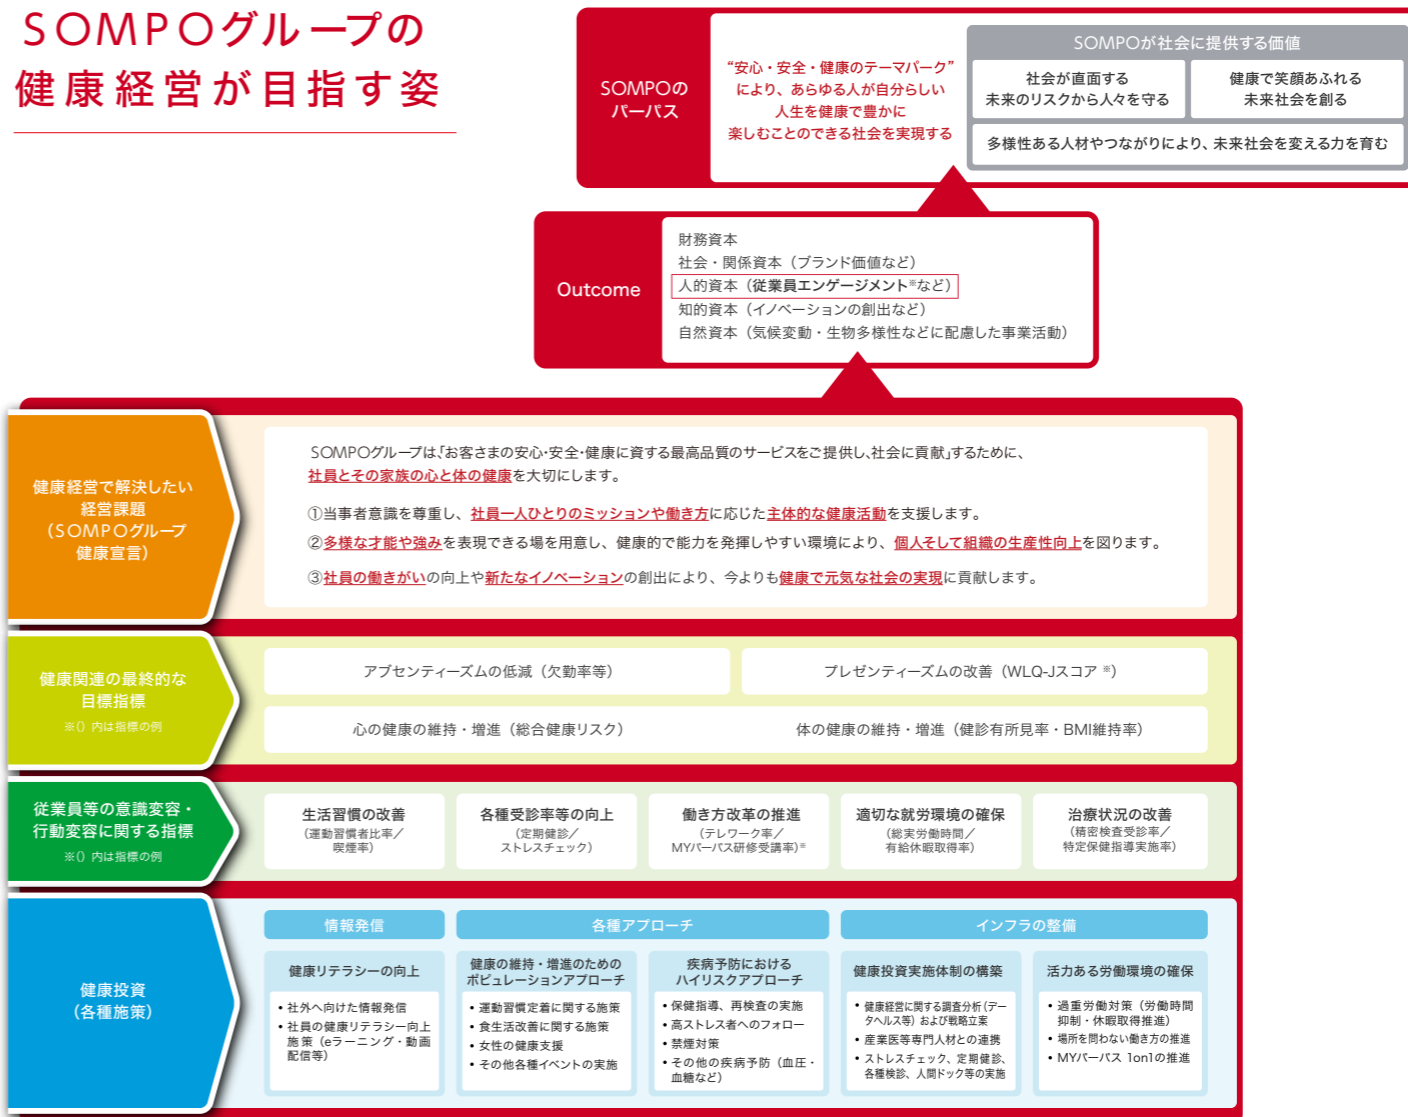 SOMPOグループの
健康経営が目指す姿
SOMPOの
パーパス
“安心・安全・健康のテーマパーク”
により、あらゆる人が自分らしい
人生を健康で豊かに
楽しむことのできる社会を実現する
SOMPOが社会に提供する価値
社会が直面する
未来のリスクから人々を守る
健康で笑顔あふれる
未来社会を創る
多様性ある人材やつながりにより、未来社会を変える力を育む
Outcome
財務資本
社会・関係資本（ブランド価値など）
人的資本（従業員エンゲージメント※など）
知的資本（イノベーションの創出など）
自然資本（気候変動・生物多様性などに配慮した事業活動）
健康経営で解決したい
経営課題
（SOMPOグループ
健康宣言）
SOMPOグループは、「お客さまの安心・安全・健康に資する最高品質のサービスをご提供し、社会に貢献」するために、
社員とその家族の心と体の健康を大切にします。
①当事者意識を尊重し、社員一人ひとりのミッションや働き方に応じた主体的な健康活動を支援します。
②多様な才能や強みを表現できる場を用意し、健康的で能力を発揮しやすい環境により、個人そして組織の生産性向上を図ります。
③社員の働きがいの向上や新たなイノベーションの創出により、今よりも健康で元気な社会の実現に貢献します。
健康関連の最終的な
目標指標
※() 内は指標の例
アブセンティーズムの低減（欠勤率等）
プレゼンティーズムの改善（WLQ-Jスコア ※）
心の健康の維持・増進（総合健康リスク）
体の健康の維持・増進（健診有所見率・BMI維持率）
従業員等の意識変容・
行動変容に関する指標
※() 内は指標の例
生活習慣の改善
（運動習慣者比率／
喫煙率）
各種受診率等の向上
（定期健診／
ストレスチェック）
働き方改革の推進
（テレワーク率／
MYパーパス研修受講率）※
適切な就労環境の確保
（総実労働時間／
有給休暇取得率）
治療状況の改善
（精密検査受診率／
特定保健指導実施率）
健康投資
（各種施策）
情報発信
各種アプローチ
インフラの整備
健康リテラシーの向上
• 社外へ向けた情報発信
• 社員の健康リテラシー向上
施策（eラーニング・動画
配信等）
健康の維持・増進のための
ポピュレーションアプローチ
• 運動習慣定着に関する施策
• 食生活改善に関する施策
• 女性の健康支援
• その他各種イベントの実施
疾病予防における
ハイリスクアプローチ
• 保健指導、再検査の実施
• 高ストレス者へのフォロー
• 禁煙対策
• その他の疾病予防（血圧・
血糖など）
健康投資実施体制の構築
• 健康経営に関する調査分析（デー
タヘルス等）および戦略立案
• 産業医等専門人材との連携
• ストレスチェック、定期健診、
各種検診、人間ドック等の実施
活力ある労働環境の確保
• 過重労働対策（労働時間
抑制・休暇取得推進）
• 場所を問わない働き方の推進
• MYパーパス 1on1の推進